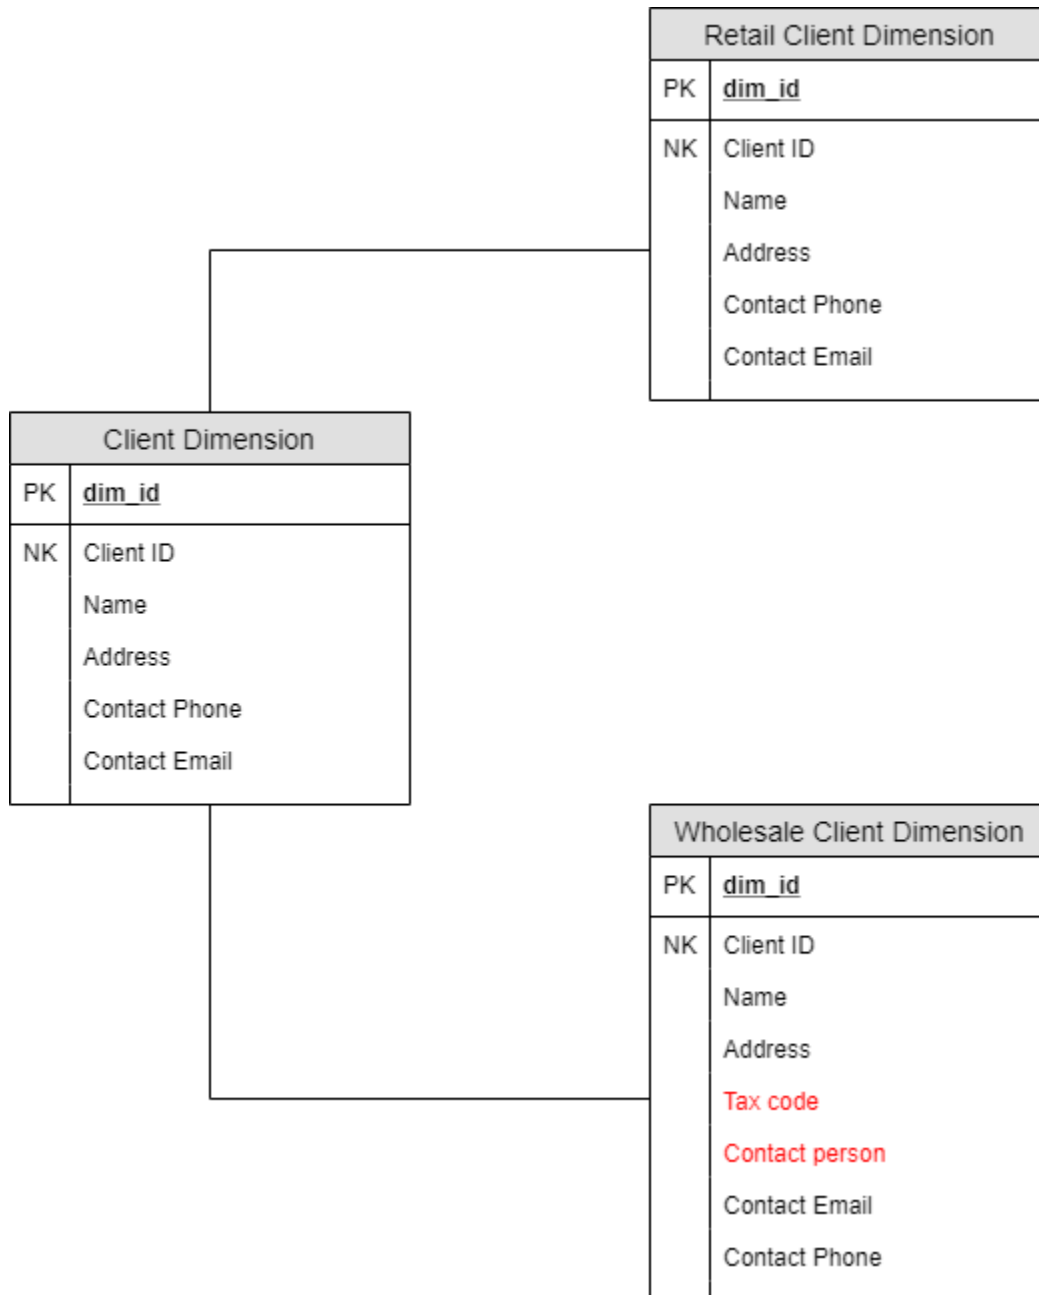 Retail Client Dimension
PK dim_id
NK Client ID
Name
Address
Contact Phone
Contact Email
Client Dimension
PK dim_id
NK Client ID
Name
Address
Contact Phone
Contact Email
Wholesale Client Dimension
PK dim_id
NK Client ID
Name
Address
Tax code
Contact person
Contact Email
Contact Phone